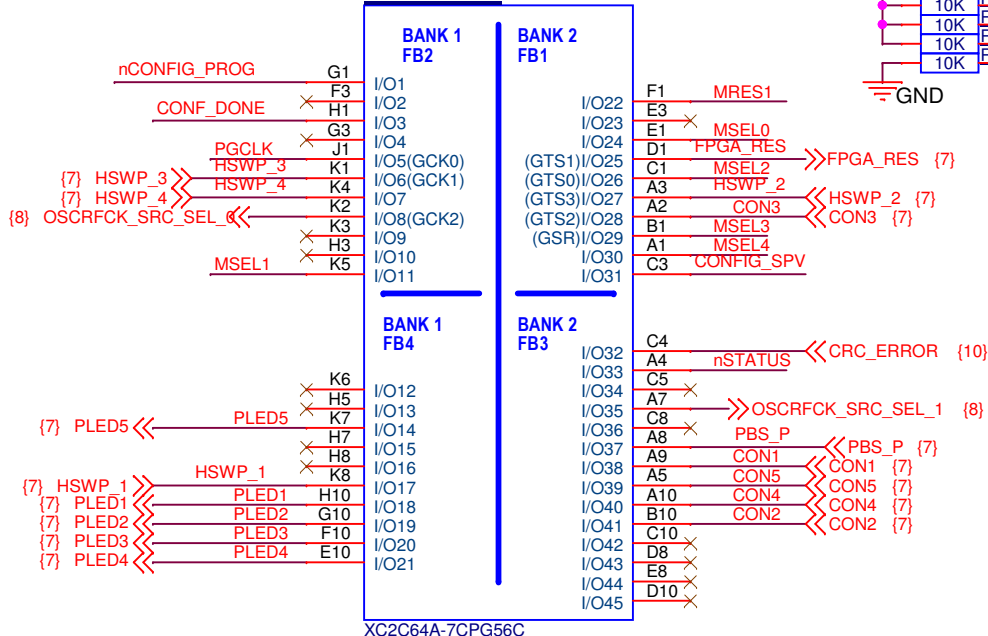 BANK 1
FB2
BANK 2
FB1
10K
10K
10K
10K
GND
nCONFIG_PROG G1 I/O1
F3 I/O2
CONF_DONE H1 I/O3
G3 I/O4
PGCLK J1 I/O5(GCK0)
{7} HSWP_3 HSWP_3 K1 I/O6(GCK1)
{7} HSWP_4 HSWP_4 K4 I/O7
{8} OSCRFCK_SRC_SEL_0 K2 I/O8(GCK2)
K3 I/O9
H3 I/O10
MSEL1 K5 I/O11
I/O22 F1 MRES1
I/O23 E3
I/O24 E1 MSEL0
(GTS1)I/O25 D1 FPGA_RES FPGA_RES {7}
(GTS0)I/O26 C1 MSEL2
(GTS3)I/O27 A3 HSWP_2 HSWP_2 {7}
(GTS2)I/O28 A2 CON3 CON3 {7}
(GSR)I/O29 B1 MSEL3
I/O30 A1 MSEL4
I/O31 C3 CONFIG_SPV
BANK 1
FB4
BANK 2
FB3
K6 I/O12
H5 I/O13
{7} PLED5 PLED5 K7 I/O14
H7 I/O15
H8 I/O16
{7} HSWP_1 HSWP_1 K8 I/O17
{7} PLED1 PLED1 H10 I/O18
{7} PLED2 PLED2 G10 I/O19
{7} PLED3 PLED3 F10 I/O20
{7} PLED4 PLED4 E10 I/O21
I/O32 C4 CRC_ERROR {10}
I/O33 A4 nSTATUS
I/O34 C5
I/O35 A7 OSCRFCK_SRC_SEL_1 {8}
I/O36 C8
I/O37 A8 PBS_P PBS_P {7}
I/O38 A9 CON1 CON1 {7}
I/O39 A5 CON5 CON5 {7}
I/O40 A10 CON4 CON4 {7}
I/O41 B10 CON2 CON2 {7}
I/O42 C10
I/O43 D8
I/O44 E8
I/O45 D10
XC2C64A-7CPG56C